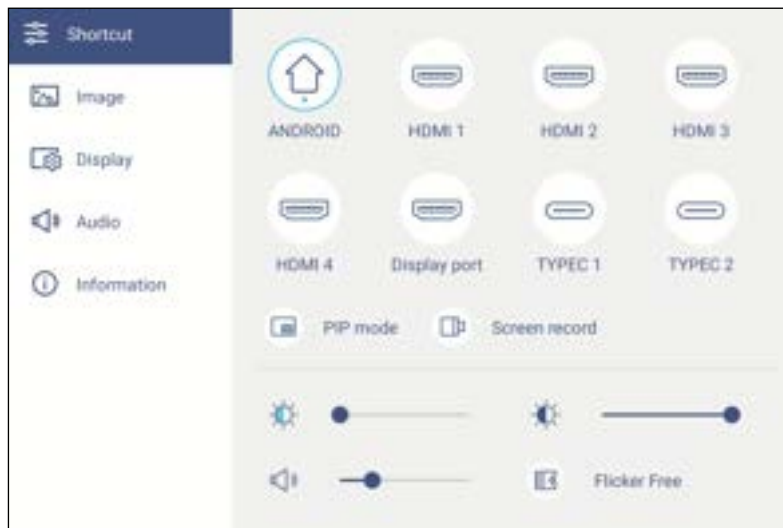 Shortcut
Image
Display
Audio
Information
ANDROID HDMI 1 HDMI 2 HDMI 3
HDMI 4 Display port TYPEC 1 TYPEC 2
PIP mode Screen record
Flicker Free